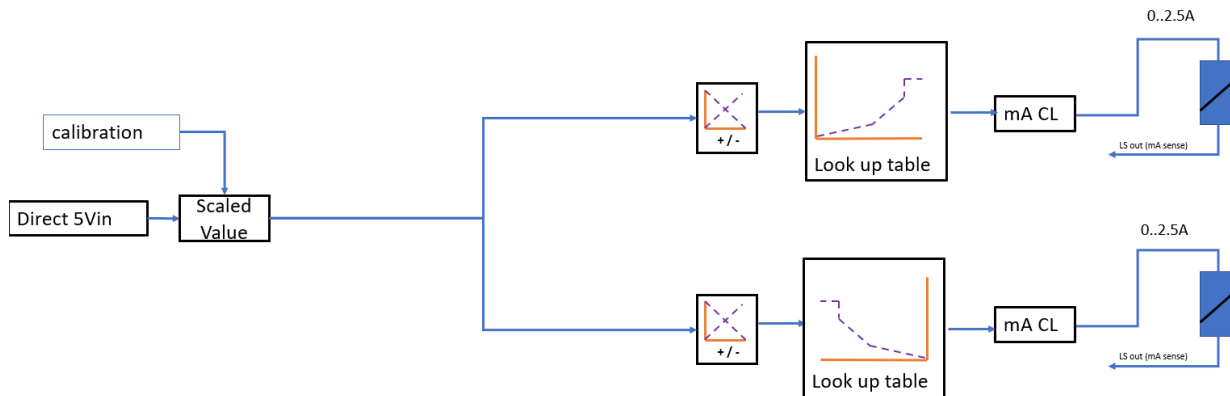 0..2.5A
calibration
+ / -
Look up table
mA CL
LS out (mA sense)
Direct 5Vin
Scaled
Value
0..2.5A
+ / -
Look up table
mA CL
LS out (mA sense)